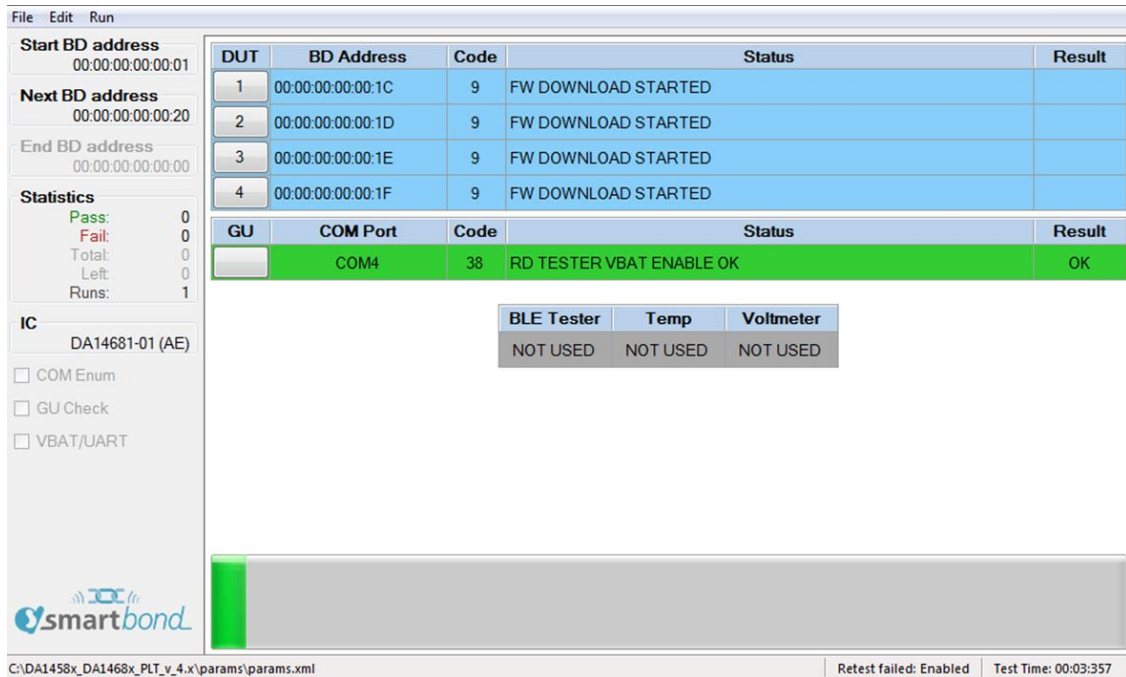 File Edit Run
Start BD address
00:00:00:00:00:01
Next BD address
00:00:00:00:00:20
End BD address
00:00:00:00:00:00
Statistics
Pass: 0
Fail: 0
Total: 0
Left: 0
Runs: 1
IC
DA14681-01 (AE)
COM Enum
GU Check
VBAT/UART
smartbond
DUT BD Address Code Status Result
1 00:00:00:00:00:1C 9 FW DOWNLOAD STARTED
2 00:00:00:00:00:1D 9 FW DOWNLOAD STARTED
3 00:00:00:00:00:1E 9 FW DOWNLOAD STARTED
4 00:00:00:00:00:1F 9 FW DOWNLOAD STARTED
GU COM Port Code Status Result
COM4 38 RD TESTER VBAT ENABLE OK OK
BLE Tester Temp Voltmeter
NOT USED NOT USED NOT USED
C:\DA1458x_DA1468x_PLT_v_4.x\params\params.xml Retest failed: Enabled Test Time: 00:03:357